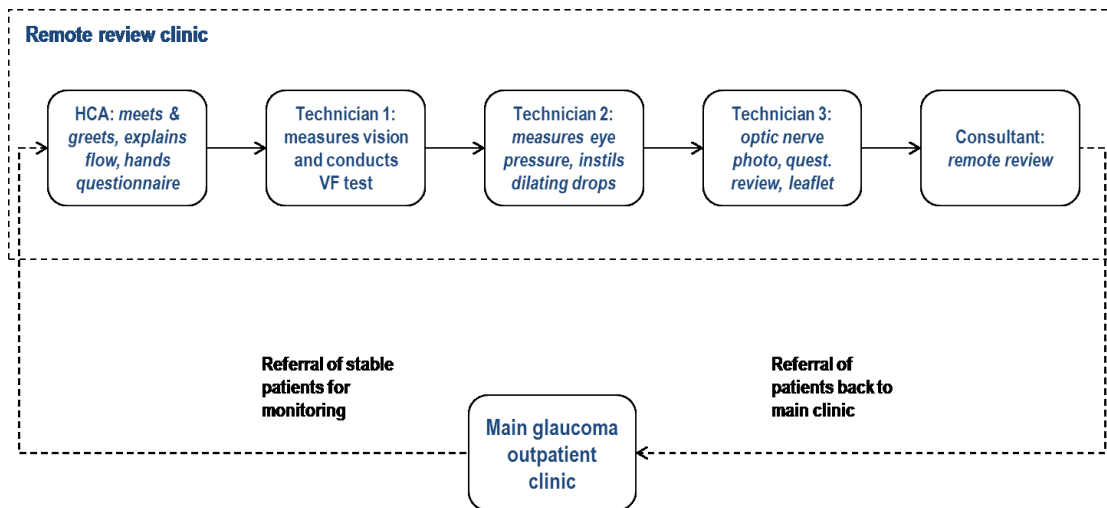 Remote review clinic
HCA: meets &
greets, explains
flow, hands
questionnaire
Technician 1:
measures vision
and conducts
VF test
Technician 2:
measures eye
pressure, instils
dilating drops
Technician 3:
optic nerve
photo, quest.
review, leaflet
Consultant:
remote review
Referral of stable
patients for
monitoring
Referral of
patients back to
main clinic
Main glaucoma
outpatient
clinic